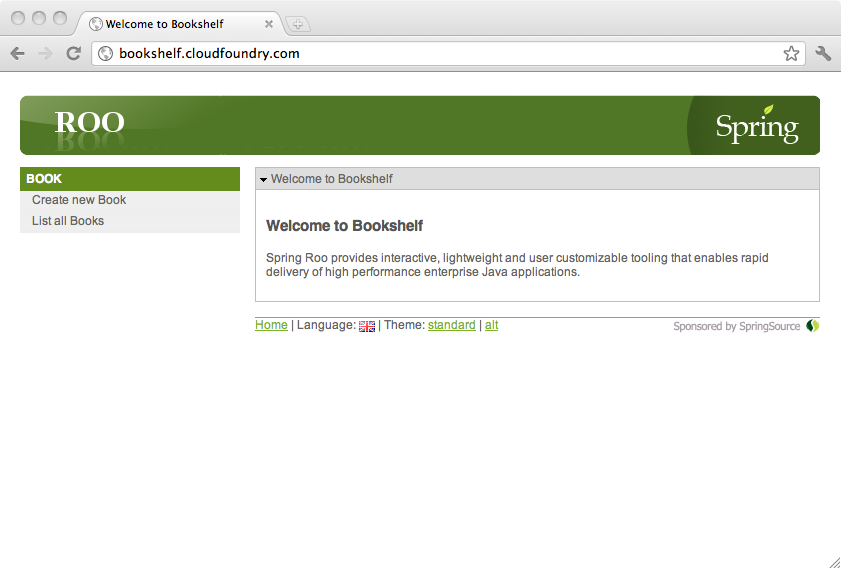 Welcome to Bookshelf
bookshelf.cloudfoundry.com
ROO
Spring
BOOK
Create new Book
List all Books
Welcome to Bookshelf
Welcome to Bookshelf
Spring Roo provides interactive, lightweight and user customizable tooling that enables rapid
delivery of high performance enterprise Java applications.
Home | Language: | Theme: standard | alt
Sponsored by SpringSource